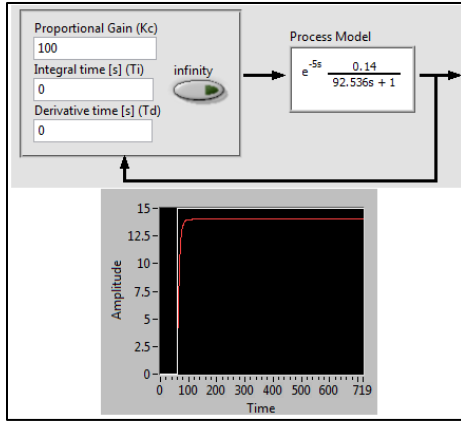 Proportional Gain (Kc)
100
Integral time [s] (Ti)
0
infinity
Derivative time [s] (Td)
0
Process Model
e^-5s 0.14
92.536s + 1
15
12.5
10
7.5
5
2.5
0
Amplitude
0 100 200 300 400 500 600 719
Time